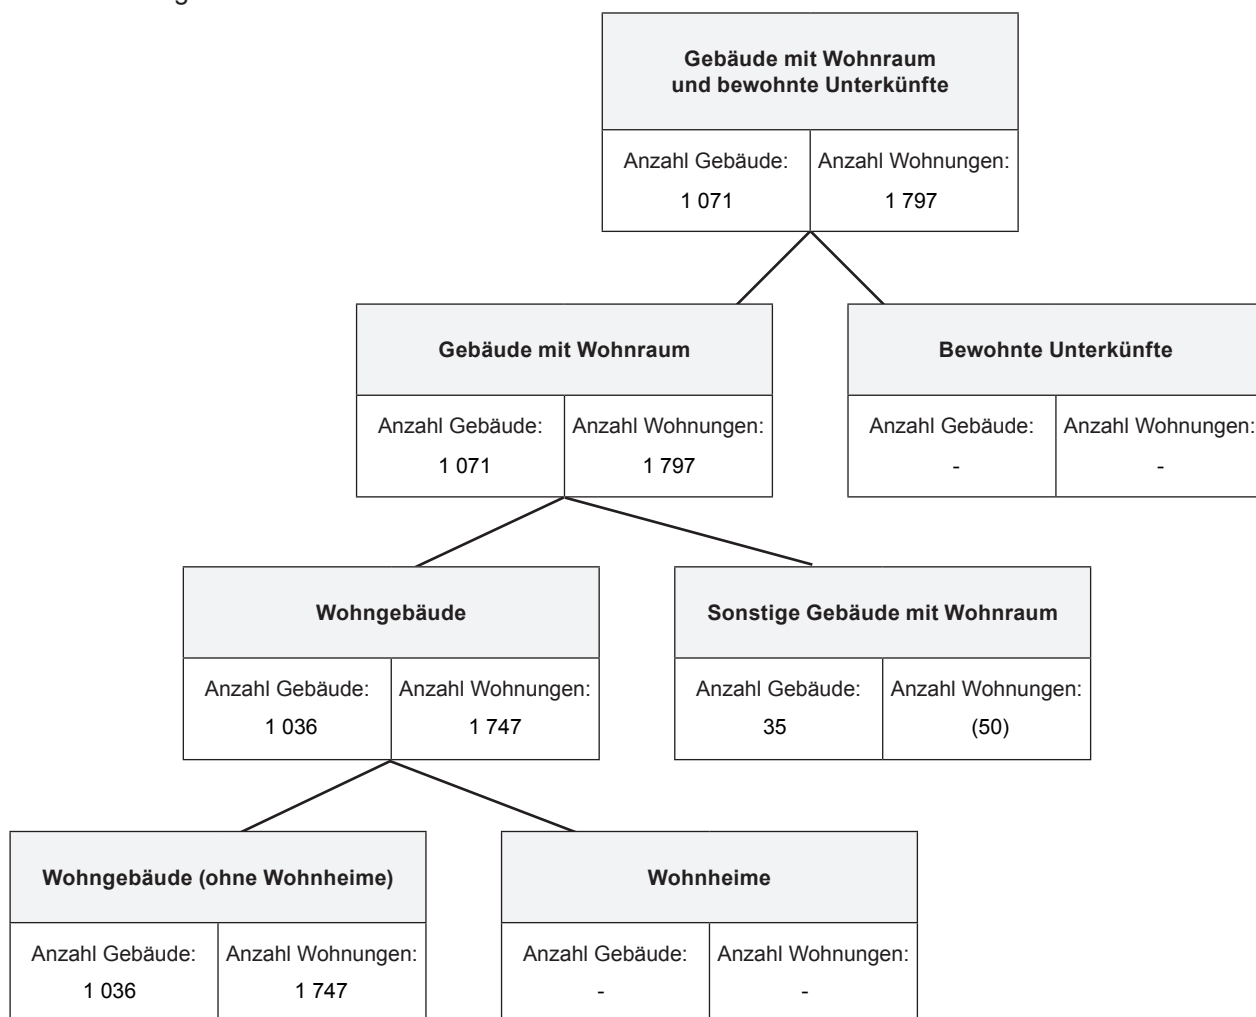 Gebäude mit Wohnraum
und bewohnte Unterkünfte
Anzahl Gebäude: Anzahl Wohnungen:
1 071 1 797
Gebäude mit Wohnraum
Anzahl Gebäude: Anzahl Wohnungen:
1 071 1 797
Bewohnte Unterkünfte
Anzahl Gebäude: Anzahl Wohnungen:
- -
Wohngebäude
Anzahl Gebäude: Anzahl Wohnungen:
1 036 1 747
Sonstige Gebäude mit Wohnraum
Anzahl Gebäude: Anzahl Wohnungen:
35 (50)
Wohngebäude (ohne Wohnheime)
Anzahl Gebäude: Anzahl Wohnungen:
1 036 1 747
Wohnheime
Anzahl Gebäude: Anzahl Wohnungen:
- -